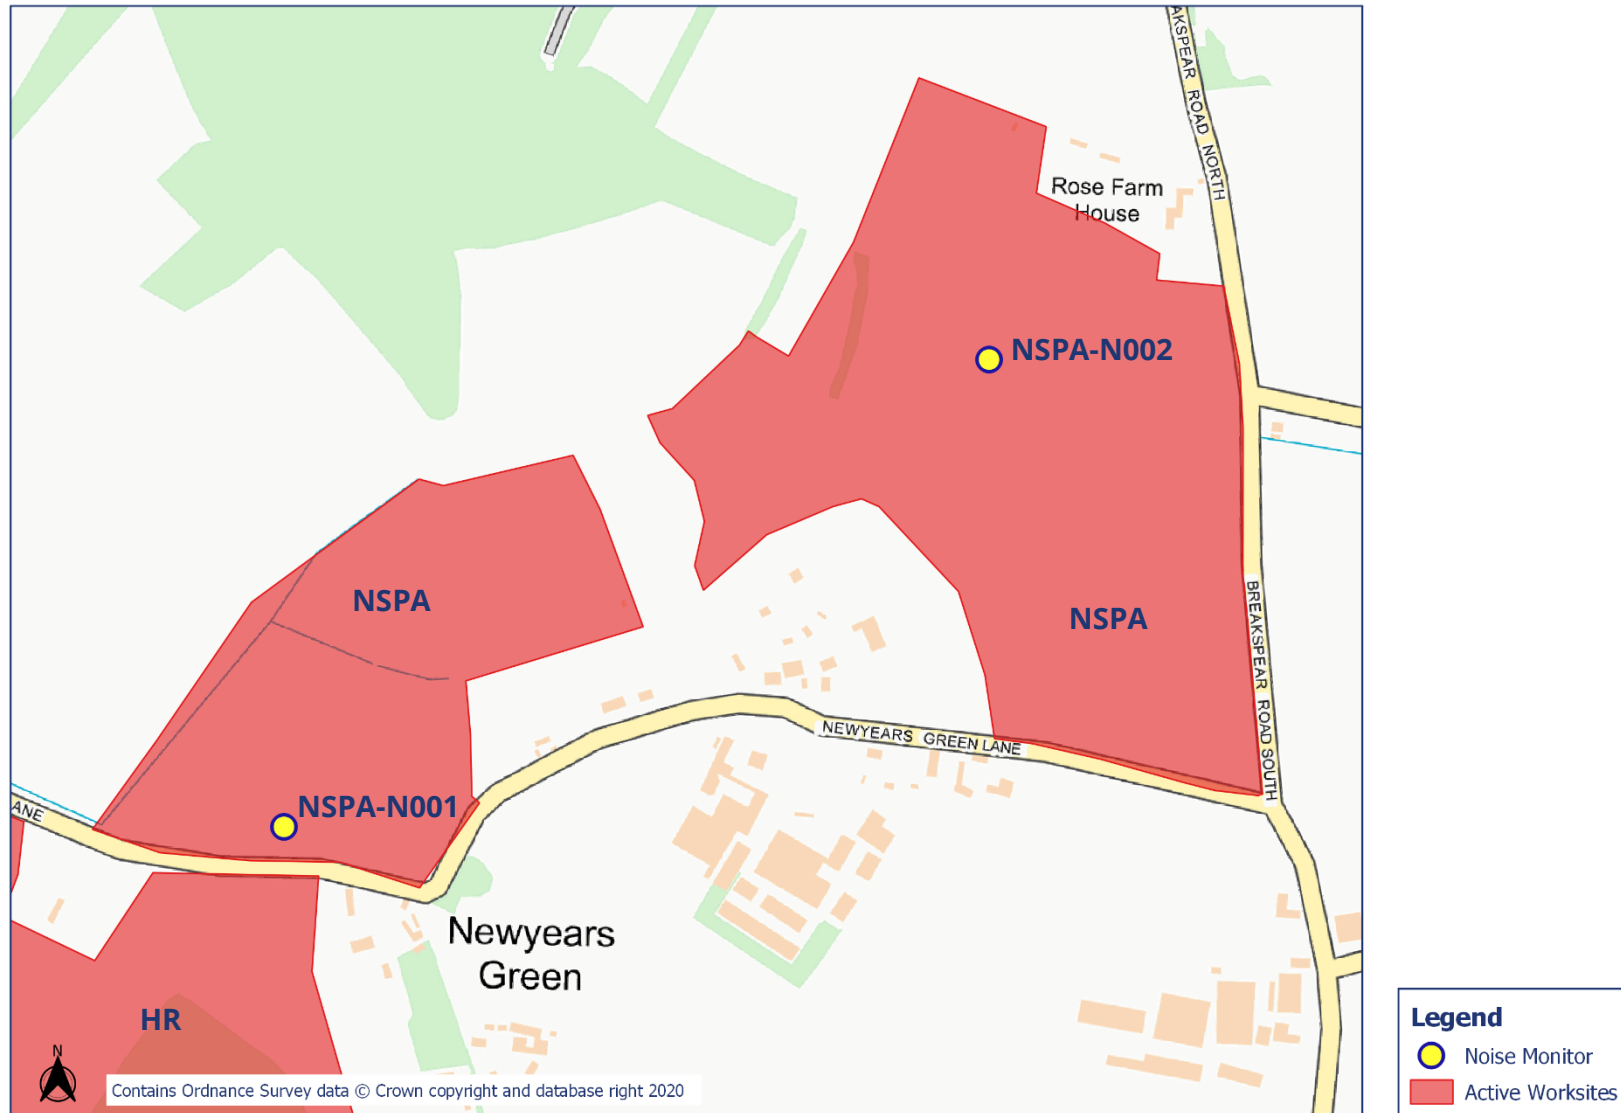 AKSPEAR ROAD NORTH
Rose Farm
House
NSPA-N002
NSPA
NSPA
BREAKSPEAR ROAD SOUTH
NEWYEARS GREEN LANE
NSPA-N001
ANE
Newyears
Green
HR
N
Contains Ordnance Survey data © Crown copyright and database right 2020
Legend
Noise Monitor
Active Worksites